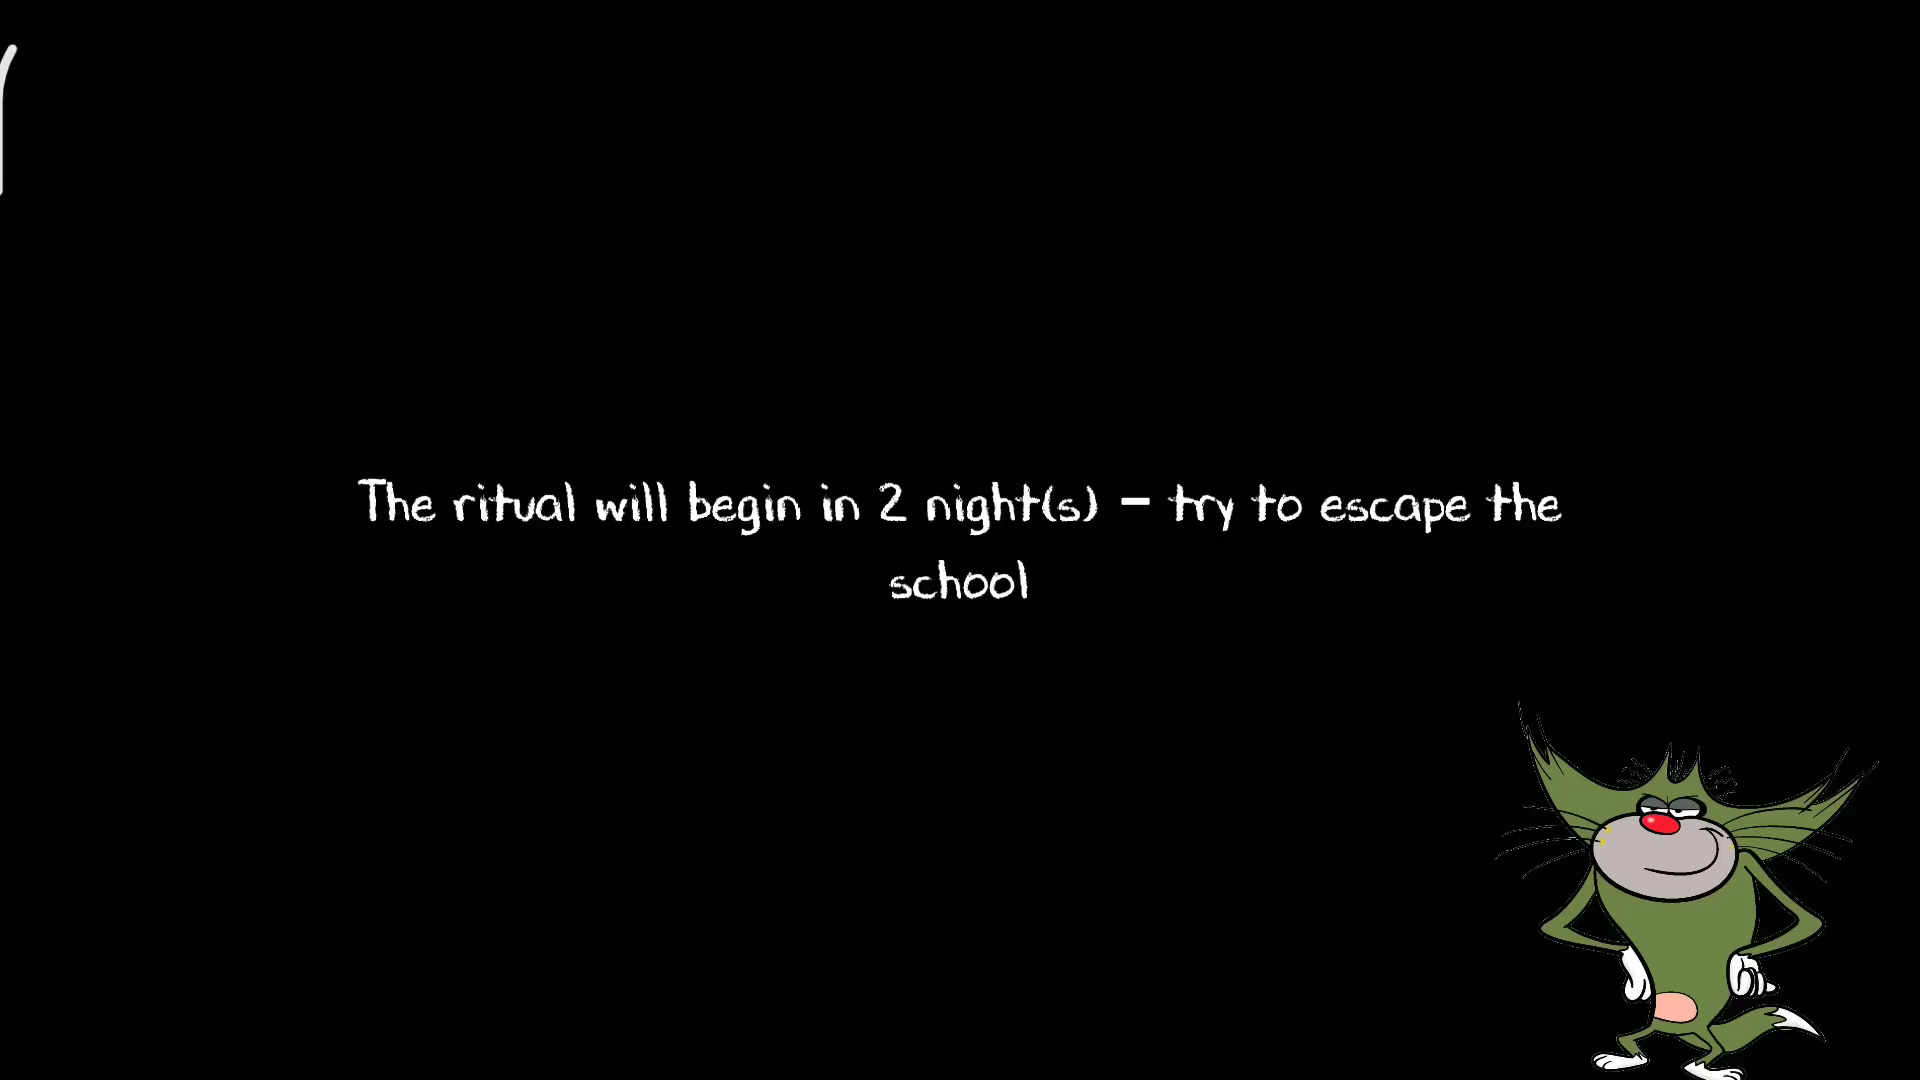 The ritual will begin in 2 night(s) - try to escape the
school